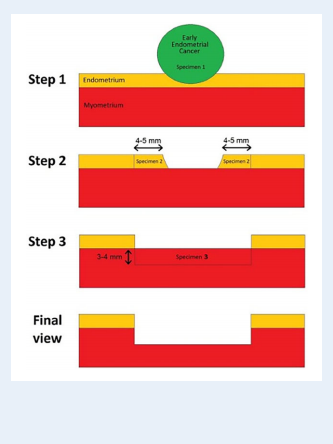 Early
Endometrial
Cancer
Specimen 1
Step 1
Endometrium
Myometrium
4-5 mm
4-5 mm
Step 2
Specimen 2
Specimen 2
Step 3
3-4 mm
Specimen 3
Final
view